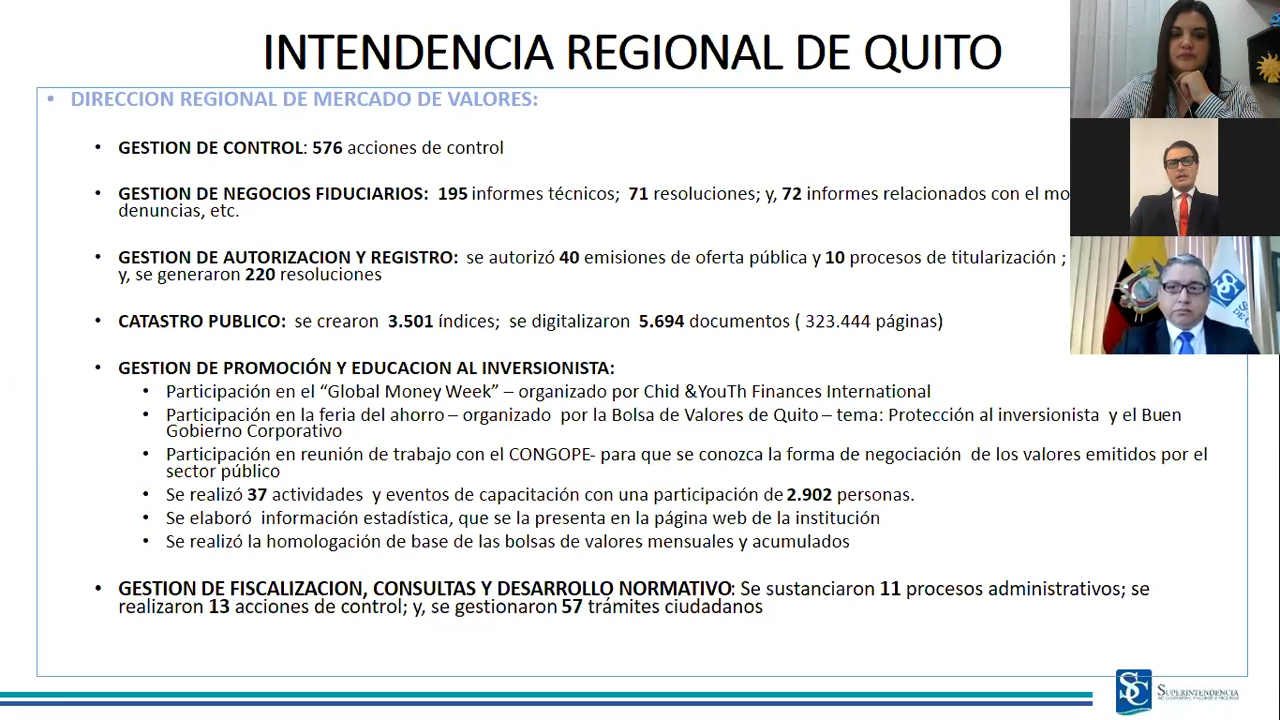 INTENDENCIA REGIONAL DE QUITO
• DIRECCION REGIONAL DE MERCADO DE VALORES:
• GESTION DE CONTROL: 576 acciones de control
• GESTION DE NEGOCIOS FIDUCIARIOS: 195 informes técnicos; 71 resoluciones; y, 72 informes relacionados con el mo
denuncias, etc.
• GESTION DE AUTORIZACION Y REGISTRO: se autorizó 40 emisiones de oferta pública y 10 procesos de titularización ;
y, se generaron 220 resoluciones
• CATASTRO PUBLICO: se crearon 3.501 índices; se digitalizaron 5.694 documentos ( 323.444 páginas)
• GESTION DE PROMOCIÓN Y EDUCACION AL INVERSIONISTA:
• Participación en el “Global Money Week” – organizado por Chid &YouTh Finances International
• Participación en la feria del ahorro – organizado por la Bolsa de Valores de Quito – tema: Protección al inversionista y el Buen
Gobierno Corporativo
• Participación en reunión de trabajo con el CONGOPE- para que se conozca la forma de negociación de los valores emitidos por el
sector público
• Se realizó 37 actividades y eventos de capacitación con una participación de 2.902 personas.
• Se elaboró información estadística, que se la presenta en la página web de la institución
• Se realizó la homologación de base de las bolsas de valores mensuales y acumulados
• GESTION DE FISCALIZACION, CONSULTAS Y DESARROLLO NORMATIVO: Se sustanciaron 11 procesos administrativos; se
realizaron 13 acciones de control; y, se gestionaron 57 trámites ciudadanos
SC SUPERINTENDENCIA
DE COMPAÑÍAS, VALORES Y SEGUROS